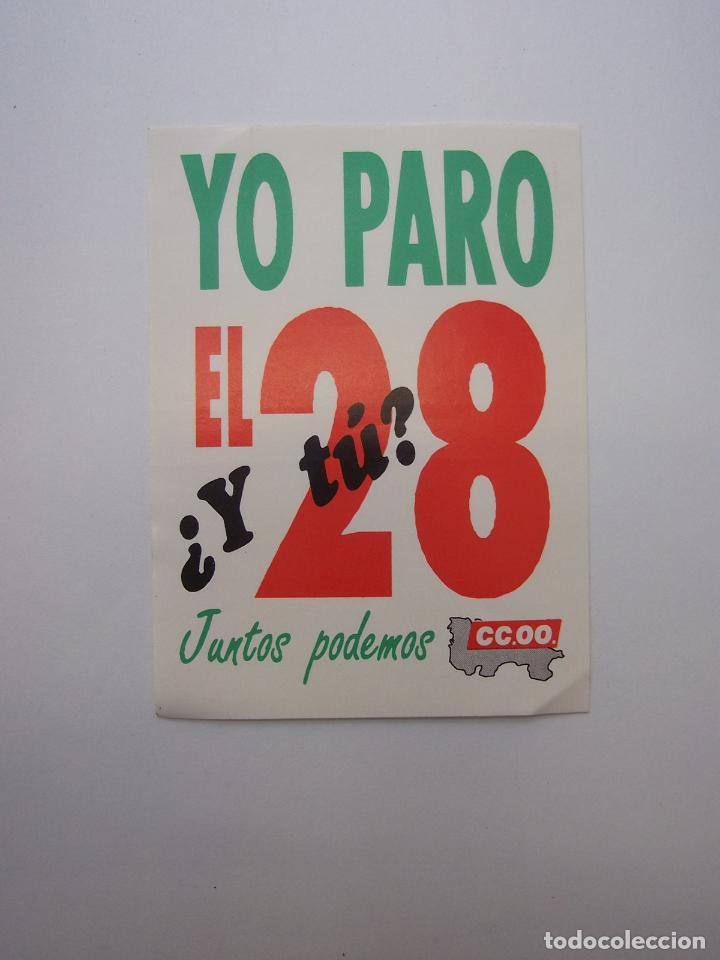 YO PARO
EL 28
¿Y tú?
Juntos podemos
CC.OO.
todocoleccion